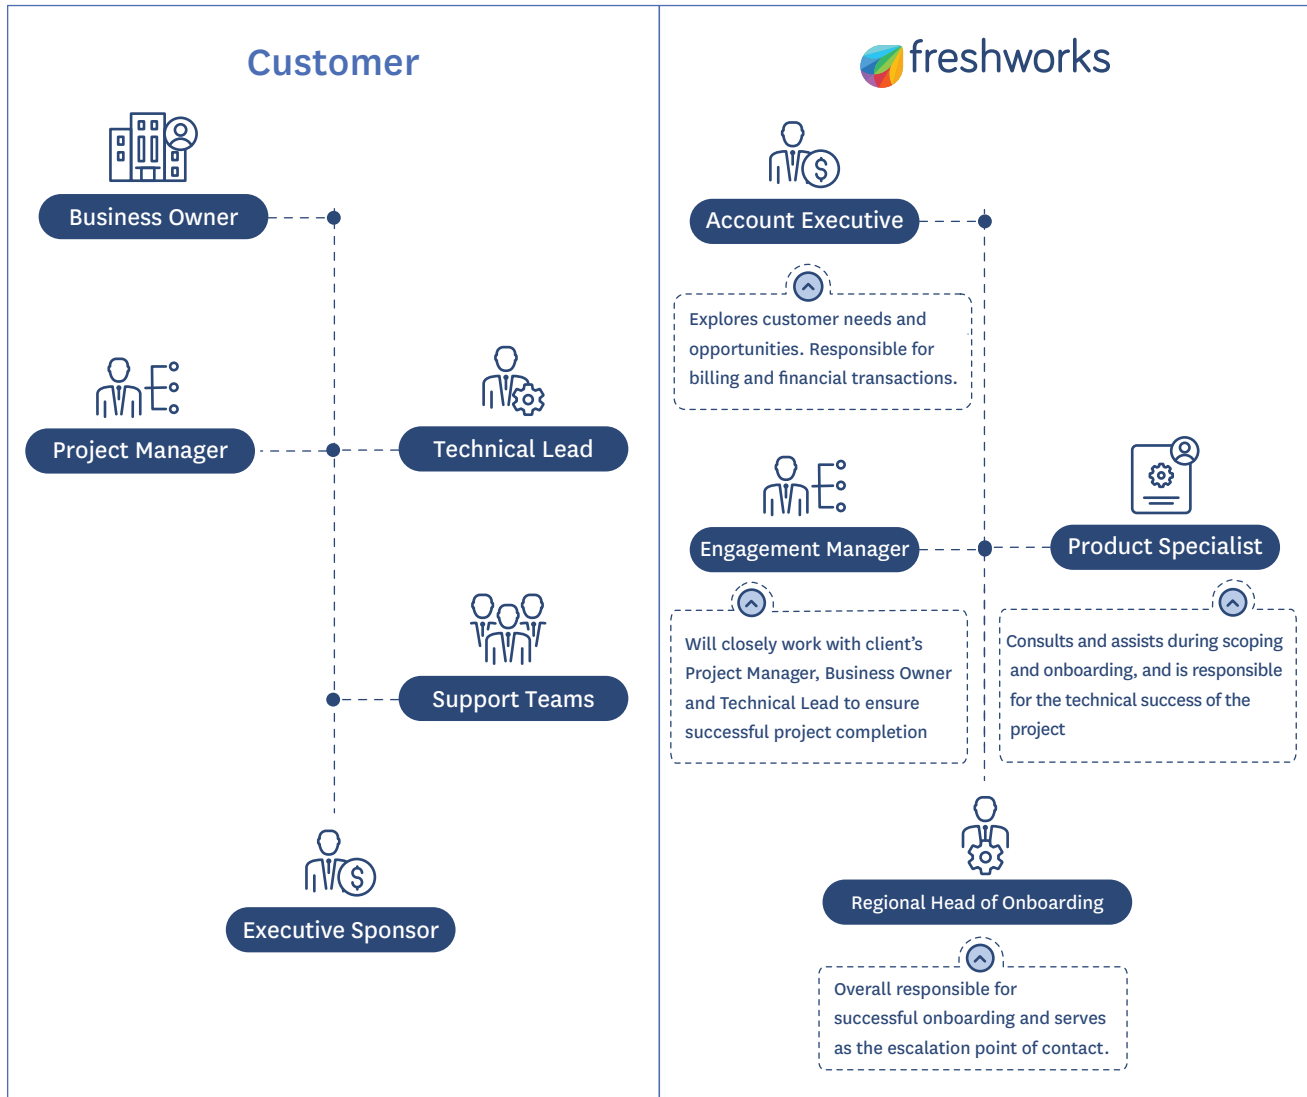 Customer
Business Owner
Project Manager
Technical Lead
Support Teams
Executive Sponsor
freshworks
Account Executive
Explores customer needs and
opportunities. Responsible for
billing and financial transactions.
Engagement Manager
Will closely work with client’s
Project Manager, Business Owner
and Technical Lead to ensure
successful project completion
Product Specialist
Consults and assists during scoping
and onboarding, and is responsible
for the technical success of the
project
Regional Head of Onboarding
Overall responsible for
successful onboarding and serves
as the escalation point of contact.